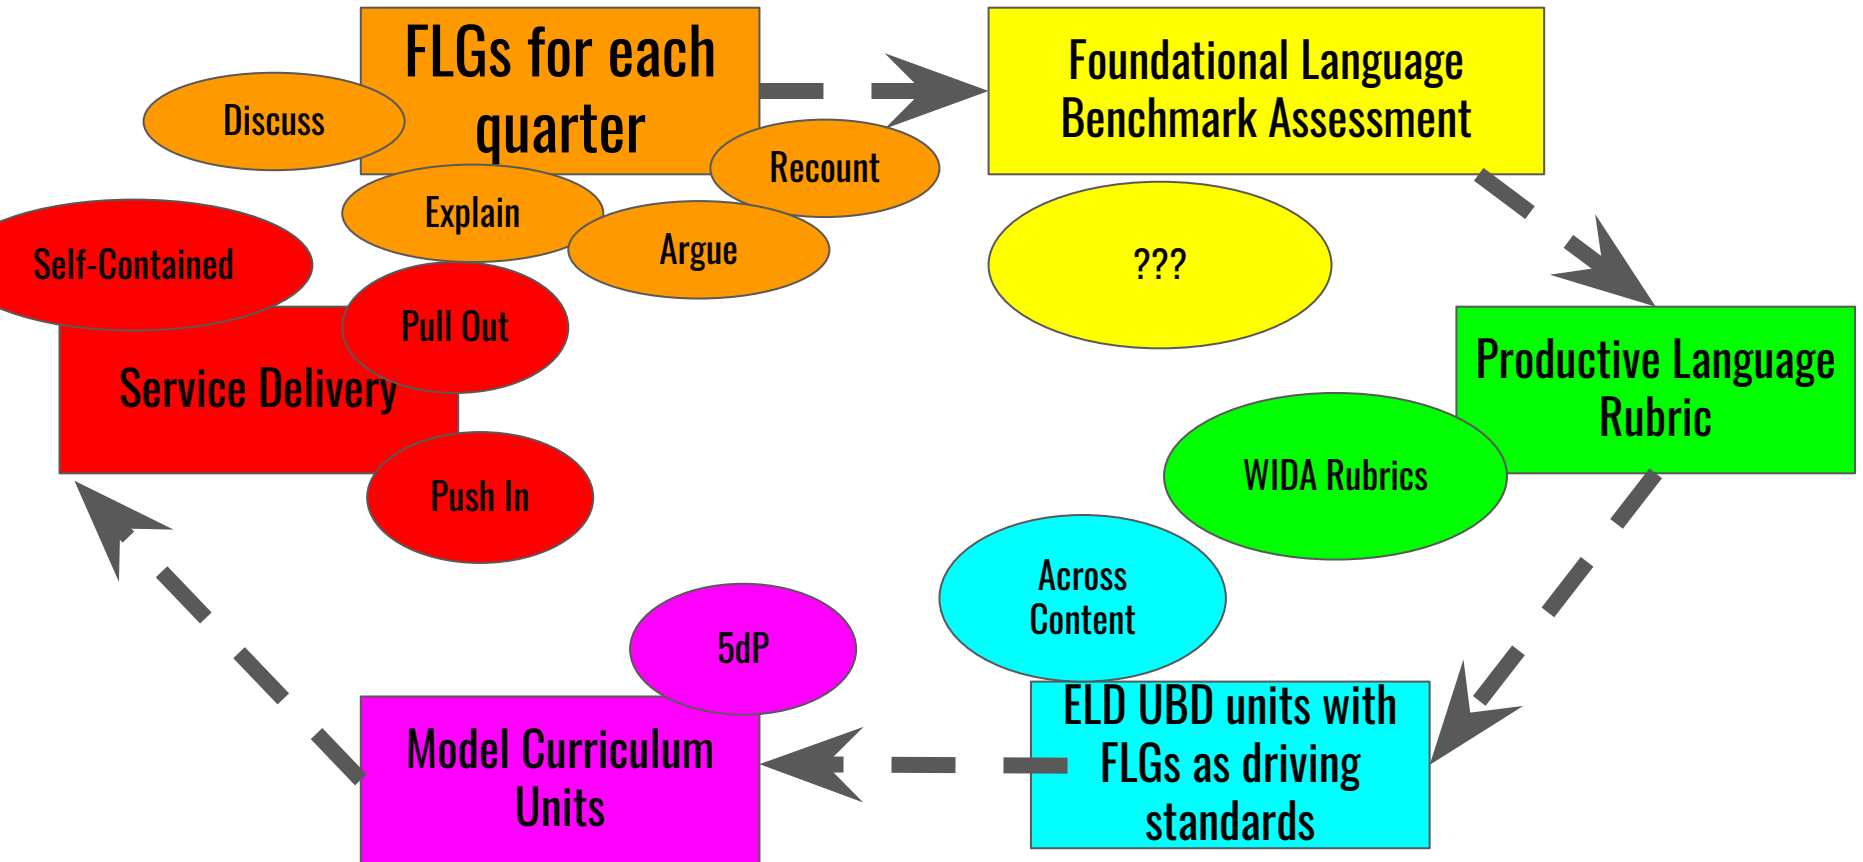 FLGs for each
quarter
Discuss
Recount
Explain
Argue
Foundational Language
Benchmark Assessment
???
Productive Language
Rubric
WIDA Rubrics
Across
Content
ELD UBD units with
FLGs as driving
standards
5dP
Model Curriculum
Units
Self-Contained
Pull Out
Service Delivery
Push In